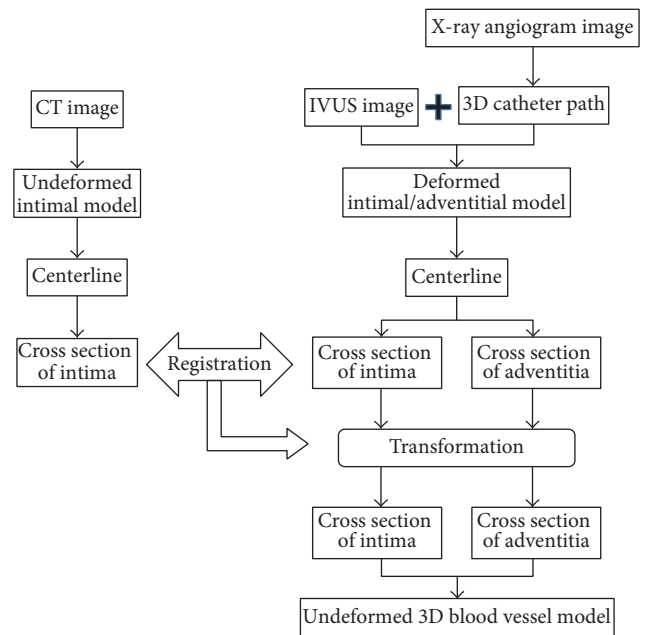 X-ray angiogram image
CT image
IVUS image
3D catheter path
Undeformed
intimal model
Deformed
intimal/adventitial model
Centerline
Centerline
Cross section
of intima
Registration
Cross section
of intima
Cross section
of adventitia
Transformation
Cross section
of intima
Cross section
of adventitia
Undeformed 3D blood vessel model